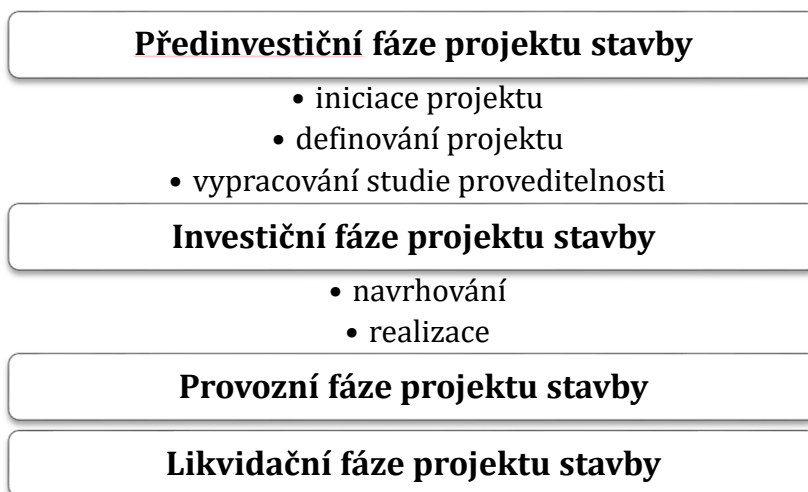 Předinvestiční fáze projektu stavby
• iniciace projektu
• definování projektu
• vypracování studie proveditelnosti
Investiční fáze projektu stavby
• navrhování
• realizace
Provozní fáze projektu stavby
Likvidační fáze projektu stavby